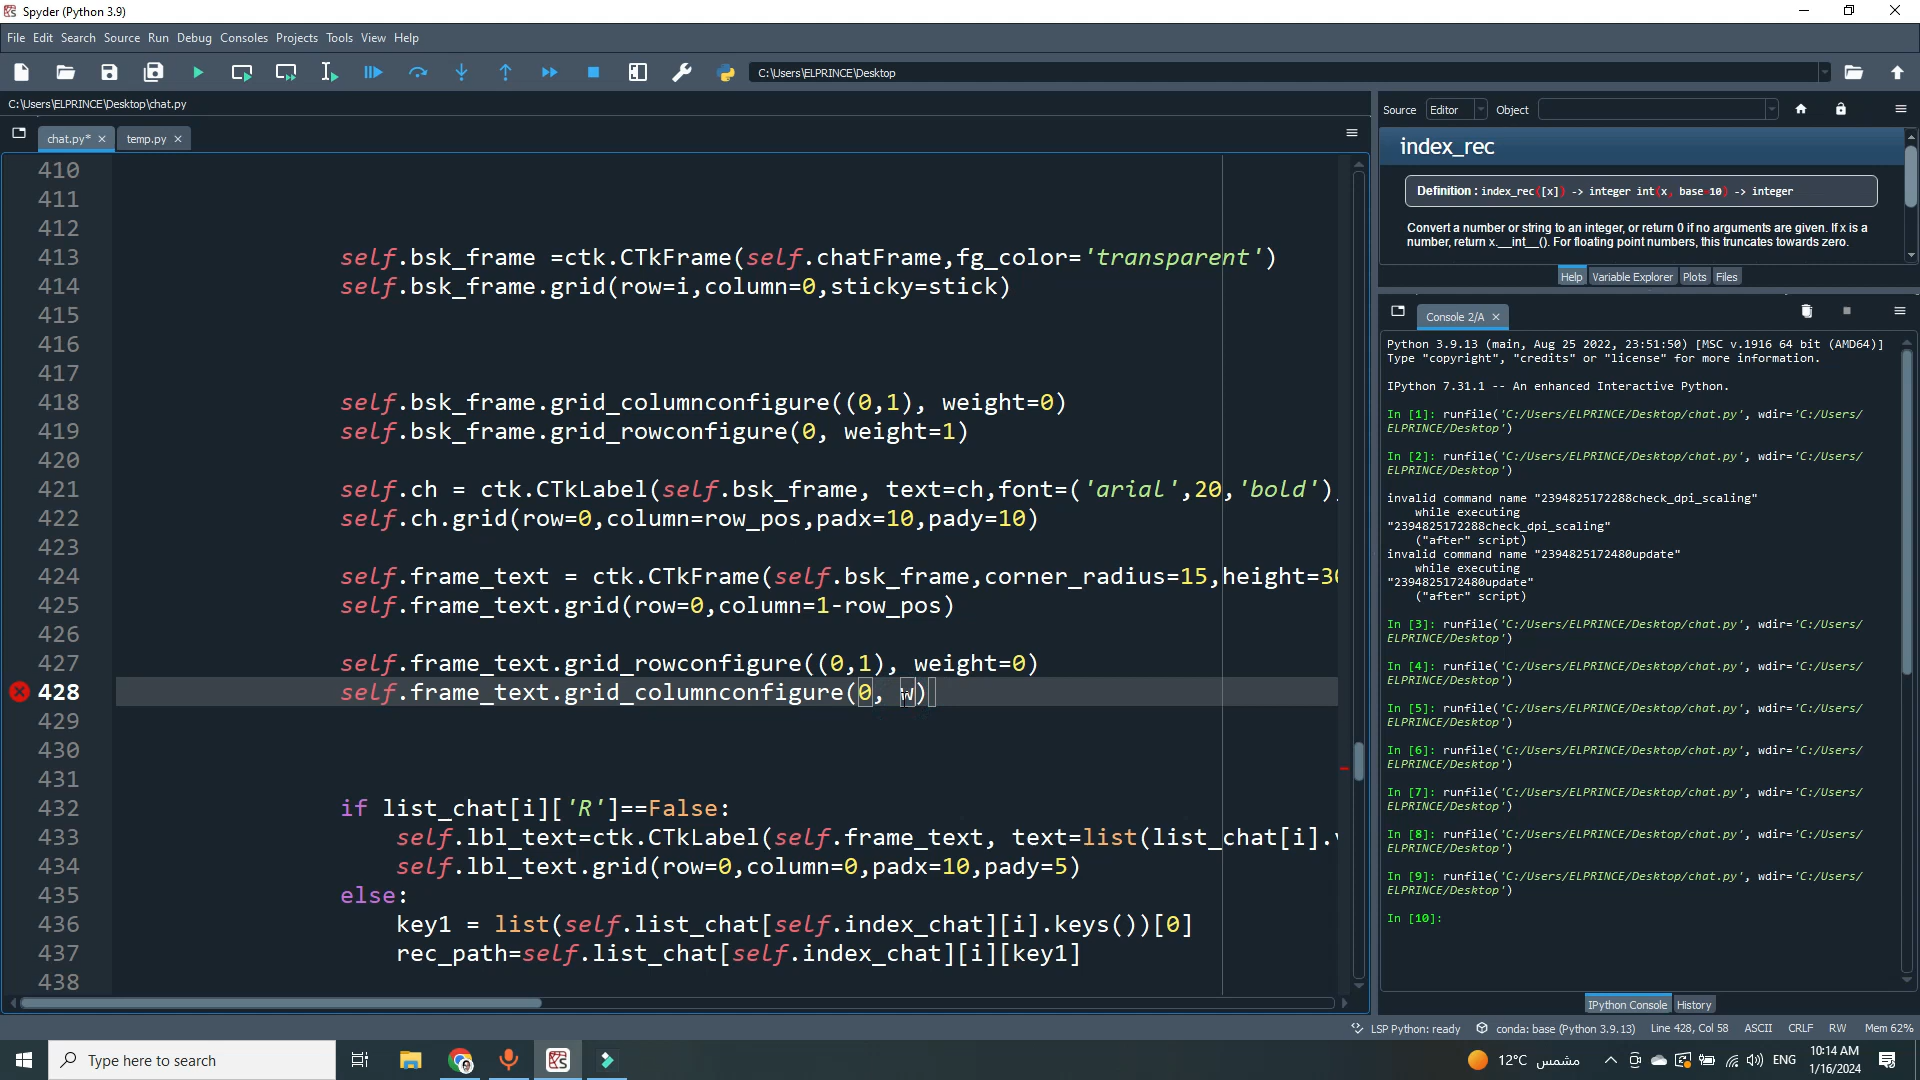 Spyder (Python 3.9)
File Edit Search Source Run Debug Consoles Projects Tools View Help
C:\Users\ELPRINCE\Desktop
C:\Users\ELPRINCE\Desktop\chat.py
chat.py*
temp.py
410
411
412
413 self.bsk_frame =ctk.CTkFrame(self.chatFrame,fg_color='transparent')
414 self.bsk_frame.grid(row=i,column=0,sticky=stick)
415
416
417
418 self.bsk_frame.grid_columnconfigure((0,1), weight=0)
419 self.bsk_frame.grid_rowconfigure(0, weight=1)
420
421 self.ch = ctk.CTkLabel(self.bsk_frame, text=ch,font=('arial',20,'bold'),
422 self.ch.grid(row=0,column=row_pos,padx=10,pady=10)
423
424 self.frame_text = ctk.CTkFrame(self.bsk_frame,corner_radius=15,height=30
425 self.frame_text.grid(row=0,column=1-row_pos)
426
427 self.frame_text.grid_rowconfigure((0,1), weight=0)
428 self.frame_text.grid_columnconfigure(0, w)
429
430
431
432 if list_chat[i]['R']==False:
433 self.lbl_text=ctk.CTkLabel(self.frame_text, text=list(list_chat[i].v
434 self.lbl_text.grid(row=0,column=0,padx=10,pady=5)
435 else:
436 key1 = list(self.list_chat[self.index_chat][i].keys())[0]
437 rec_path=self.list_chat[self.index_chat][i][key1]
438
Source Editor Object
index_rec
Definition : index_rec([x]) -> integer int(x, base=10) -> integer
Convert a number or string to an integer, or return 0 if no arguments are given. If x is a
number, return x.__int__(). For floating point numbers, this truncates towards zero.
Help Variable Explorer Plots Files
Console 2/A
Python 3.9.13 (main, Aug 25 2022, 23:51:50) [MSC v.1916 64 bit (AMD64)]
Type "copyright", "credits" or "license" for more information.
IPython 7.31.1 -- An enhanced Interactive Python.
In [1]: runfile('C:/Users/ELPRINCE/Desktop/chat.py', wdir='C:/Users/
ELPRINCE/Desktop')
In [2]: runfile('C:/Users/ELPRINCE/Desktop/chat.py', wdir='C:/Users/
ELPRINCE/Desktop')
invalid command name "2394825172288check_dpi_scaling"
while executing
"2394825172288check_dpi_scaling"
("after" script)
invalid command name "2394825172480update"
while executing
"2394825172480update"
("after" script)
In [3]: runfile('C:/Users/ELPRINCE/Desktop/chat.py', wdir='C:/Users/
ELPRINCE/Desktop')
In [4]: runfile('C:/Users/ELPRINCE/Desktop/chat.py', wdir='C:/Users/
ELPRINCE/Desktop')
In [5]: runfile('C:/Users/ELPRINCE/Desktop/chat.py', wdir='C:/Users/
ELPRINCE/Desktop')
In [6]: runfile('C:/Users/ELPRINCE/Desktop/chat.py', wdir='C:/Users/
ELPRINCE/Desktop')
In [7]: runfile('C:/Users/ELPRINCE/Desktop/chat.py', wdir='C:/Users/
ELPRINCE/Desktop')
In [8]: runfile('C:/Users/ELPRINCE/Desktop/chat.py', wdir='C:/Users/
ELPRINCE/Desktop')
In [9]: runfile('C:/Users/ELPRINCE/Desktop/chat.py', wdir='C:/Users/
ELPRINCE/Desktop')
In [10]:
IPython Console History
LSP Python: ready conda: base (Python 3.9.13) Line 428, Col 58 ASCII CRLF RW Mem 62%
Type here to search
12°C مشمس
ENG
10:14 AM
1/16/2024